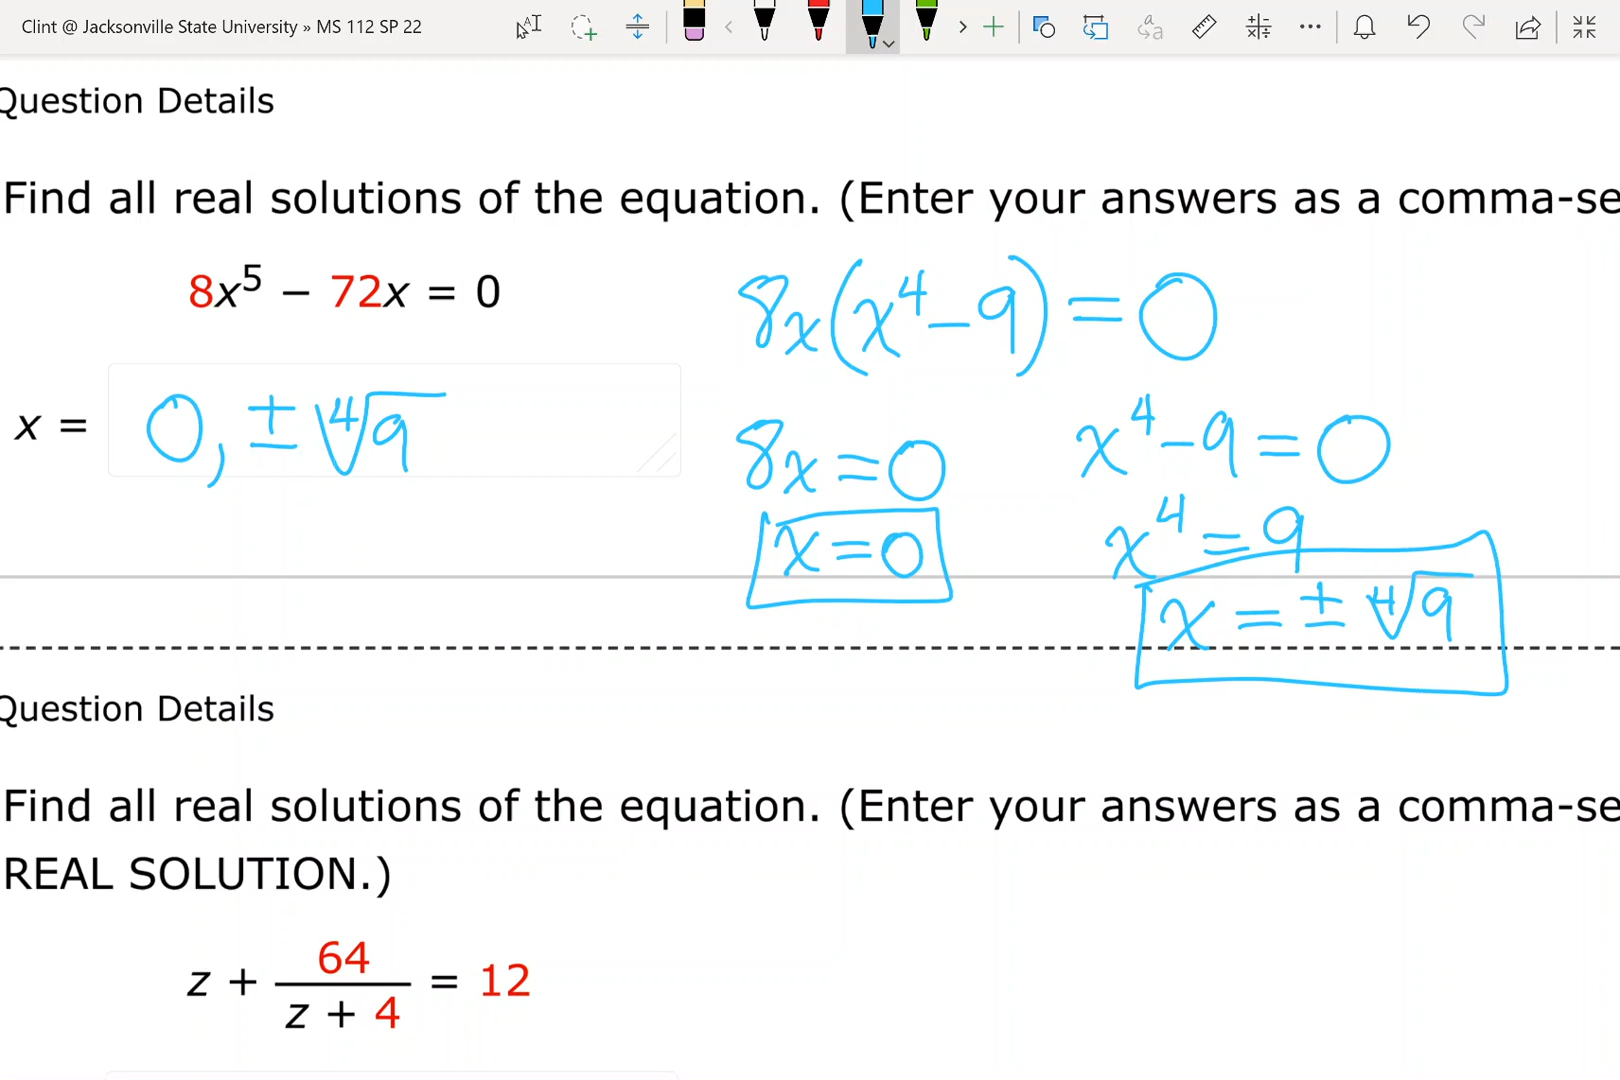 Clint @ Jacksonville State University » MS 112 SP 22
Question Details
Find all real solutions of the equation. (Enter your answers as a comma-se
8x⁵ − 72x = 0
8x(x⁴−9)=0
x = 0, ± ∜9
8x=0
x⁴−9=0
x=0
x⁴=9
x=± ∜9
Question Details
Find all real solutions of the equation. (Enter your answers as a comma-se
REAL SOLUTION.)
z + 64/(z + 4) = 12